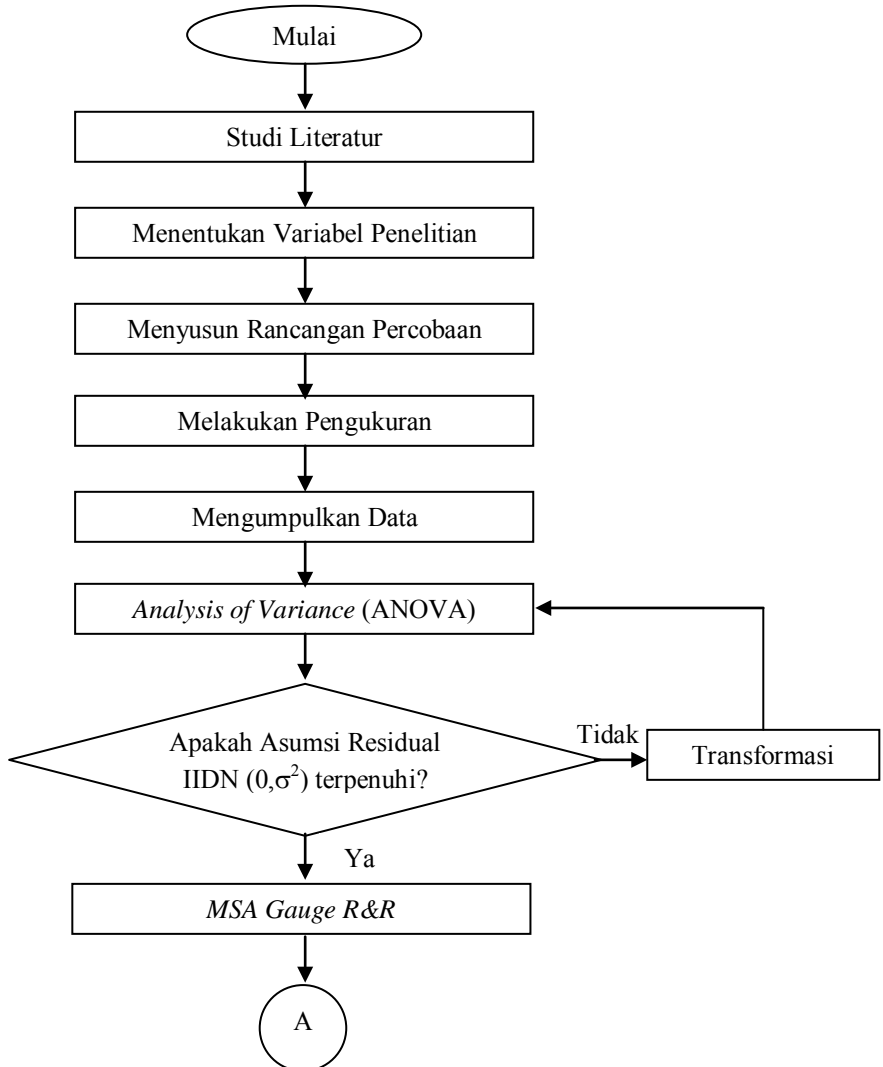 Mulai
Studi Literatur
Menentukan Variabel Penelitian
Menyusun Rancangan Percobaan
Melakukan Pengukuran
Mengumpulkan Data
Analysis of Variance (ANOVA)
Apakah Asumsi Residual
IIDN (0,σ²) terpenuhi?
Tidak
Transformasi
Ya
MSA Gauge R&R
A